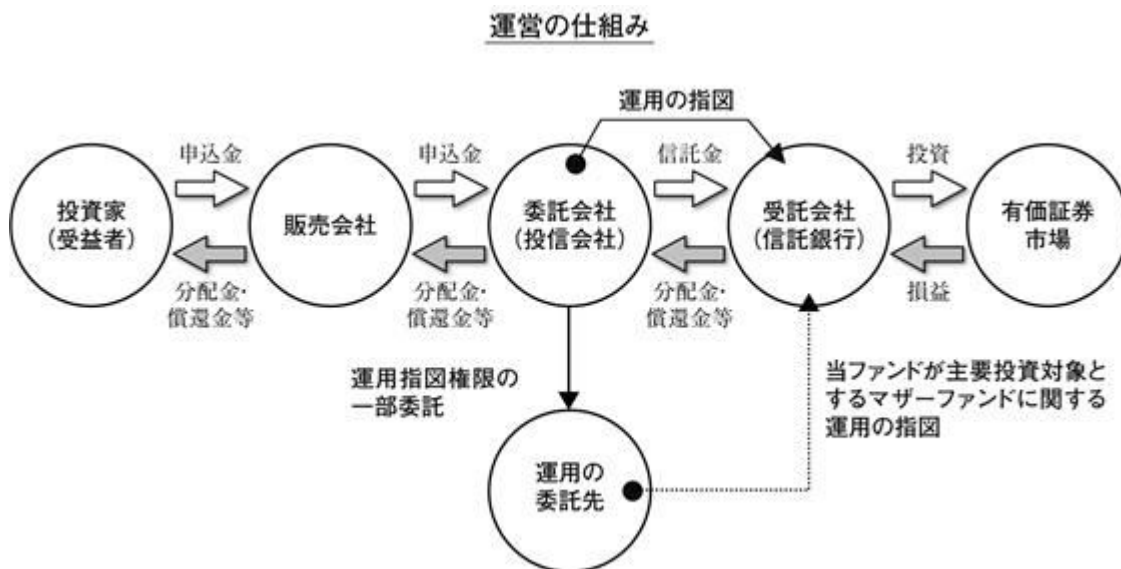 運営の仕組み
運用の指図
申込金
申込金
信託金
投資
投資家
(受益者)
販売会社
委託会社
(投信会社)
受託会社
(信託銀行)
有価証券
市場
分配金・
償還金等
分配金・
償還金等
分配金・
償還金等
損益
運用指図権限の
一部委託
当ファンドが主要投資対象と
するマザーファンドに関する
運用の指図
運用の
委託先